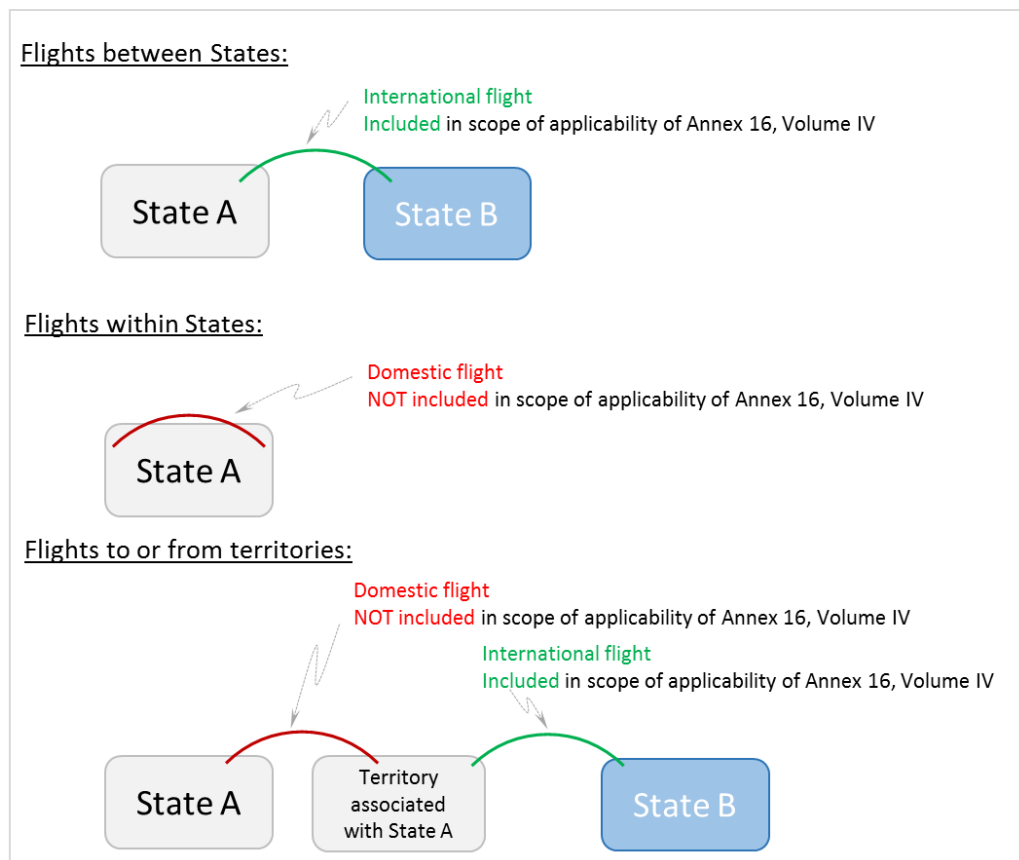 Flights between States:
International flight
Included in scope of applicability of Annex 16, Volume IV
State A
State B
Flights within States:
Domestic flight
NOT included in scope of applicability of Annex 16, Volume IV
State A
Flights to or from territories:
Domestic flight
NOT included in scope of applicability of Annex 16, Volume IV
International flight
Included in scope of applicability of Annex 16, Volume IV
State A
Territory
associated
with State A
State B